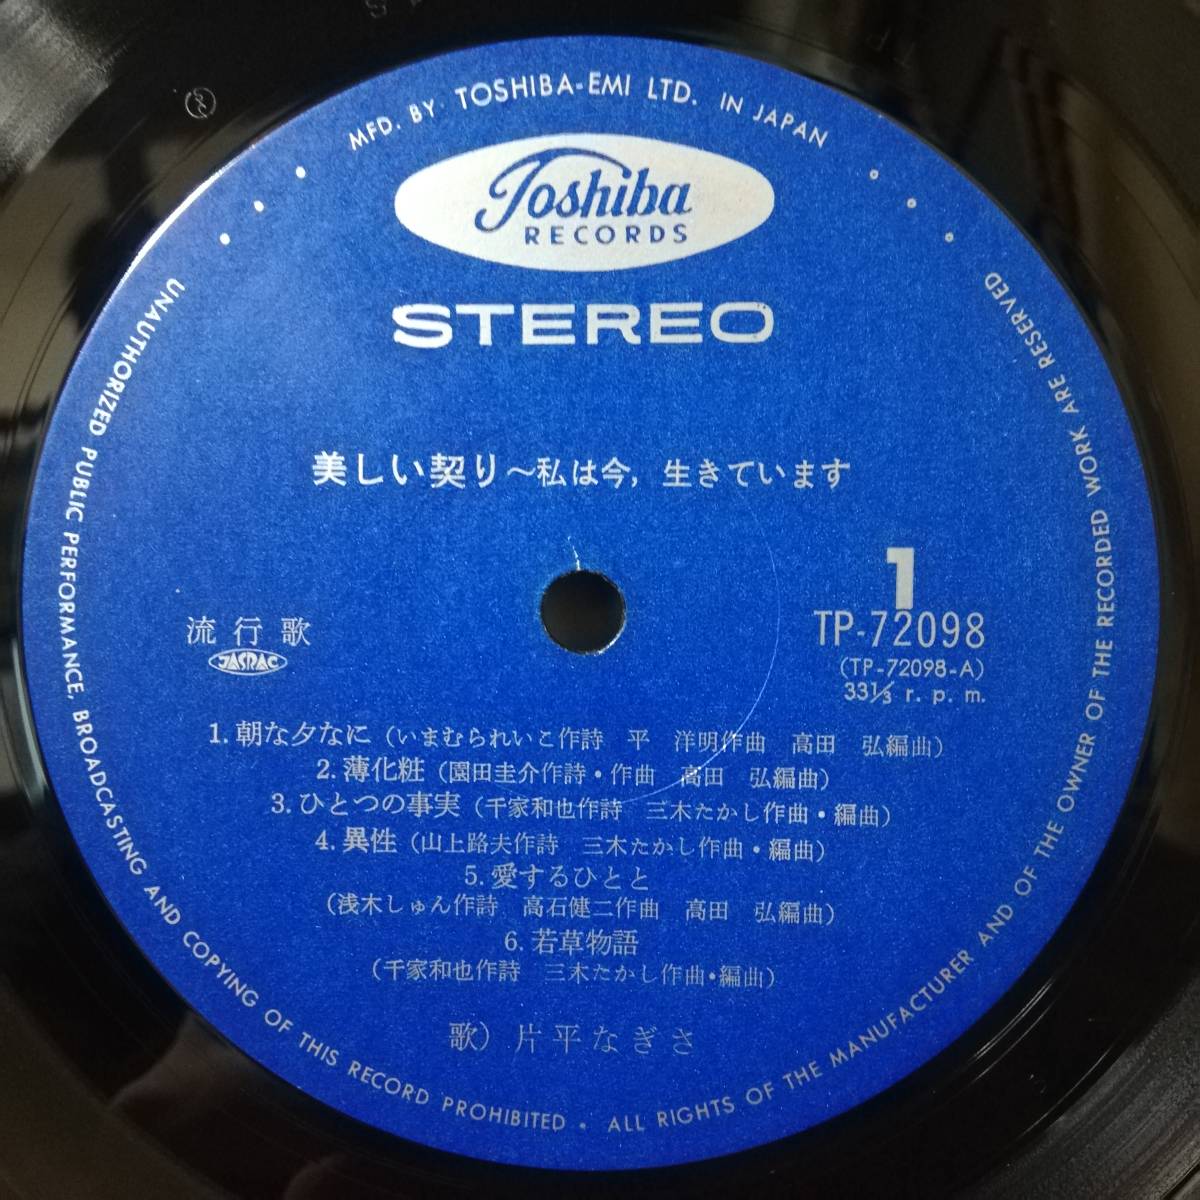 MFD. BY TOSHIBA-EMI LTD. IN JAPAN
Toshiba
RECORDS
STEREO
美しい契り〜私は今, 生きています
1
流行歌
JASRAC
TP-72098
(TP-72098-A)
33⅓ r. p. m.
1. 朝な夕なに (いまむられいこ作詩 平 洋明作曲 高田 弘編曲)
2. 薄化粧 (園田圭介作詩・作曲 高田 弘編曲)
3. ひとつの事実 (千家和也作詩 三木たかし作曲・編曲)
4. 異性 (山上路夫作詩 三木たかし作曲・編曲)
5. 愛するひとと
(浅木しゅん作詩 高石健二作曲 高田 弘編曲)
6. 若草物語
(千家和也作詩 三木たかし作曲・編曲)
歌) 片平なぎさ
UNAUTHORIZED PUBLIC PERFORMANCE, BROADCASTING AND COPYING OF THIS RECORD PROHIBITED • ALL RIGHTS OF THE MANUFACTURER AND OF THE OWNER OF THE RECORDED WORK ARE RESERVED